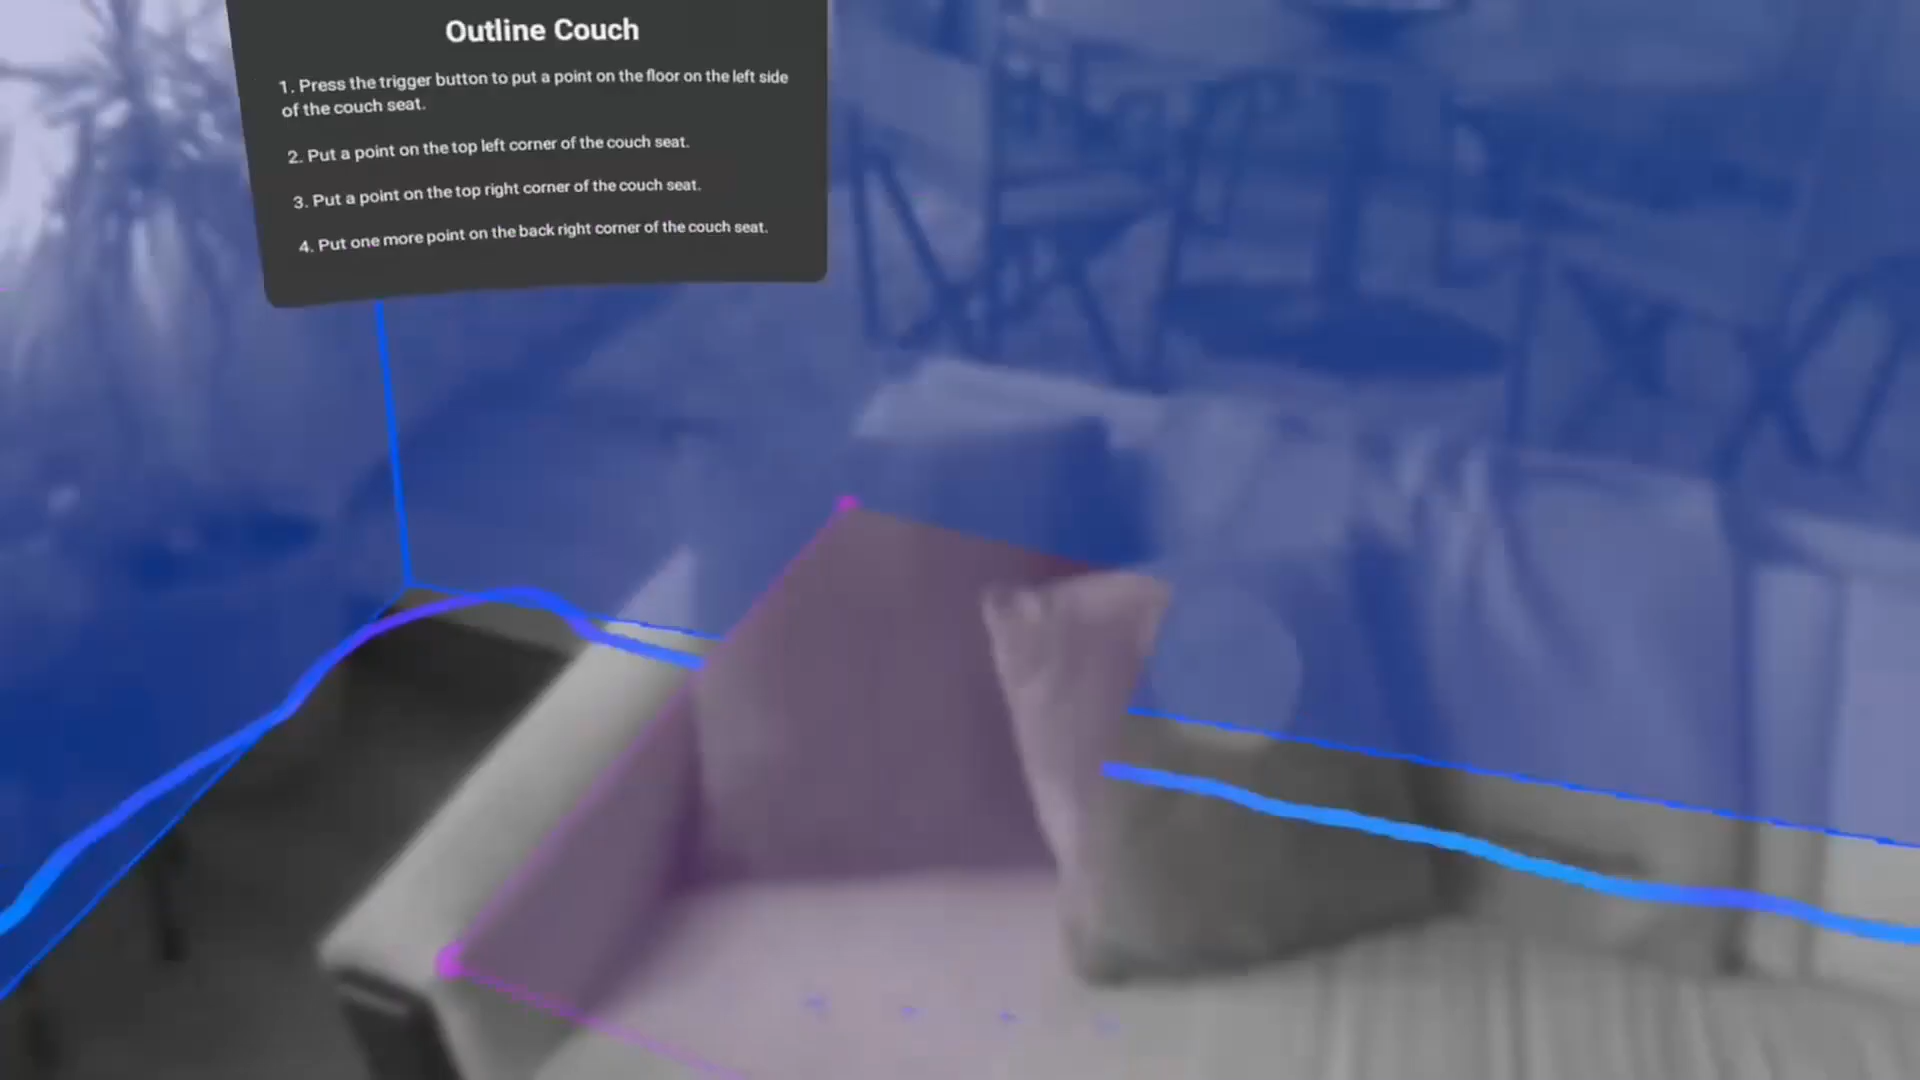 Outline Couch
1. Press the trigger button to put a point on the floor on the left side
of the couch seat.
2. Put a point on the top left corner of the couch seat.
3. Put a point on the top right corner of the couch seat.
4. Put one more point on the back right corner of the couch seat.